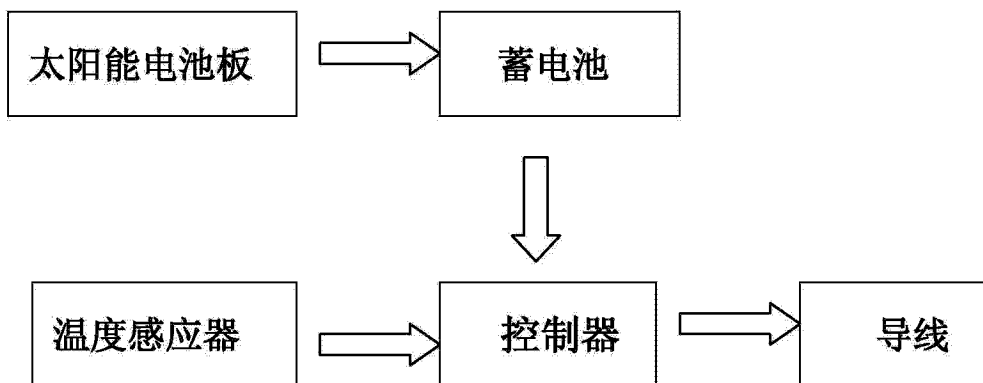 太阳能电池板
蓄电池
温度感应器
控制器
导线